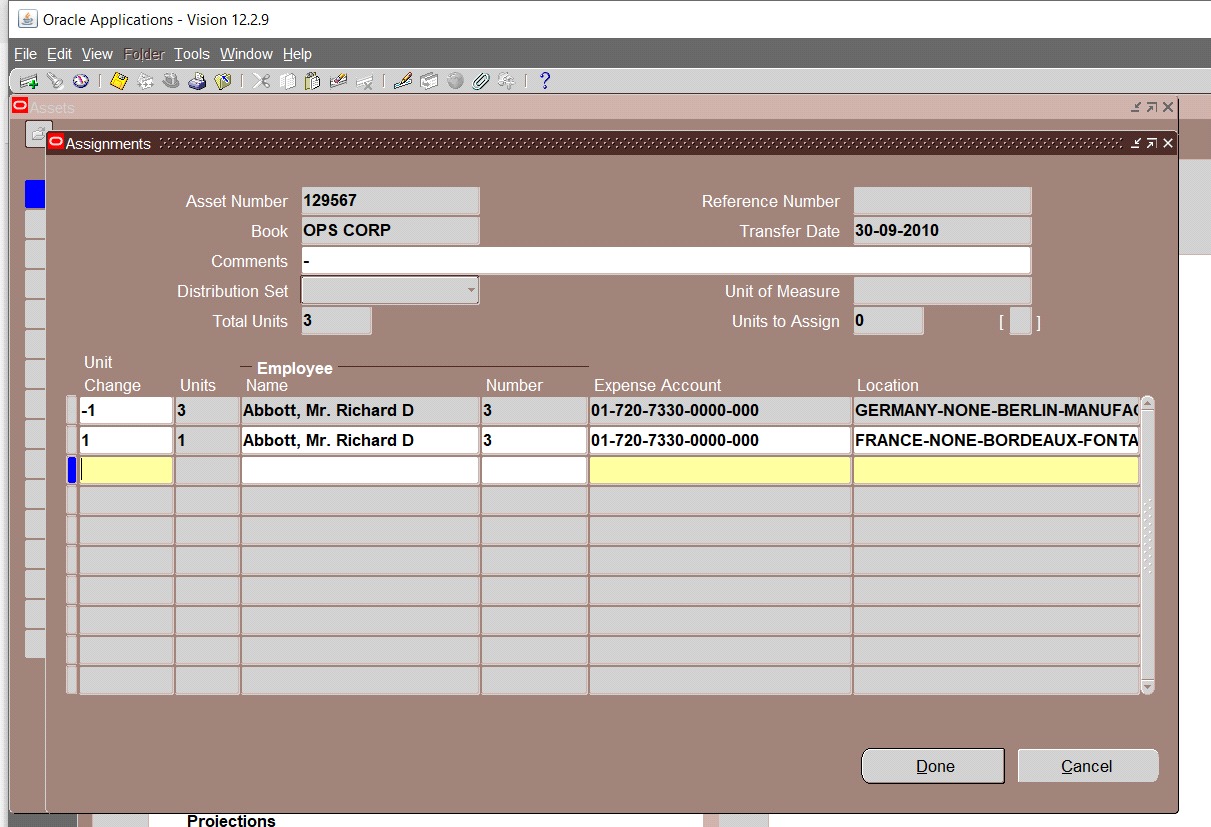 Oracle Applications - Vision 12.2.9
File Edit View Folder Tools Window Help
Assets
Assignments
Asset Number 129567 Reference Number
Book OPS CORP Transfer Date 30-09-2010
Comments -
Distribution Set Unit of Measure
Total Units 3 Units to Assign 0 [ ]
Unit Employee
Change Units Name Number Expense Account Location
-1 3 Abbott, Mr. Richard D 3 01-720-7330-0000-000 GERMANY-NONE-BERLIN-MANUFAC
1 1 Abbott, Mr. Richard D 3 01-720-7330-0000-000 FRANCE-NONE-BORDEAUX-FONTA
Done Cancel
Projections